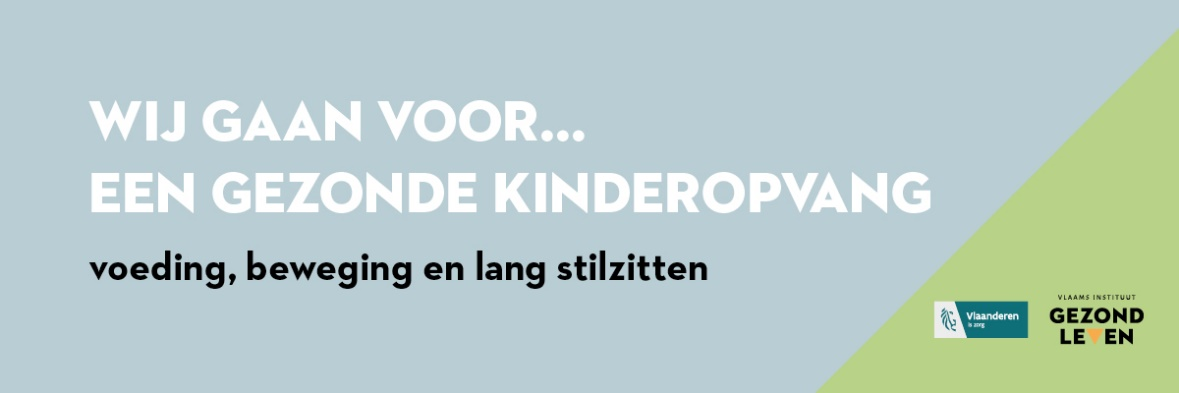 WIJ GAAN VOOR...
EEN GEZONDE KINDEROPVANG
voeding, beweging en lang stilzitten
Vlaanderen
is zorg
VLAAMS INSTITUUT
GEZOND
LEVEN